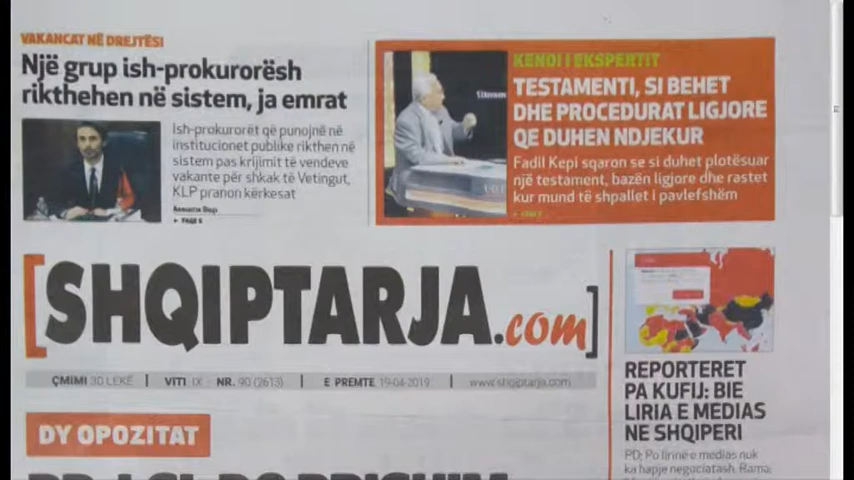 VAKANCAT NË DREJTËSI
Një grup ish-prokurorësh
rikthehen në sistem, ja emrat
Ish-prokurorët që punojnë në
institucionet publike rikthen në
sistem pas krijimit të vendeve
vakante për shkak të Vetingut,
KLP pranon kërkesat
KENDI I EKSPERTIT
TESTAMENTI, SI BEHET
DHE PROCEDURAT LIGJORE
QE DUHEN NDJEKUR
Fadil Kepi sqaron se si duhet plotësuar
një testament, bazën ligjore dhe rastet
kur mund të shpallet i pavlefshëm
[SHQIPTARJA.com]
ÇMIMI 30 LEKË | VITI IX - NR. 90 (2613) | E PREMTE 19-04-2019 | www.shqiptarja.com
REPORTERET
PA KUFIJ: BIE
LIRIA E MEDIAS
NE SHQIPERI
PD: Po lirinë e medias nuk
ka hapje negociatash. Rama:
DY OPOZITAT